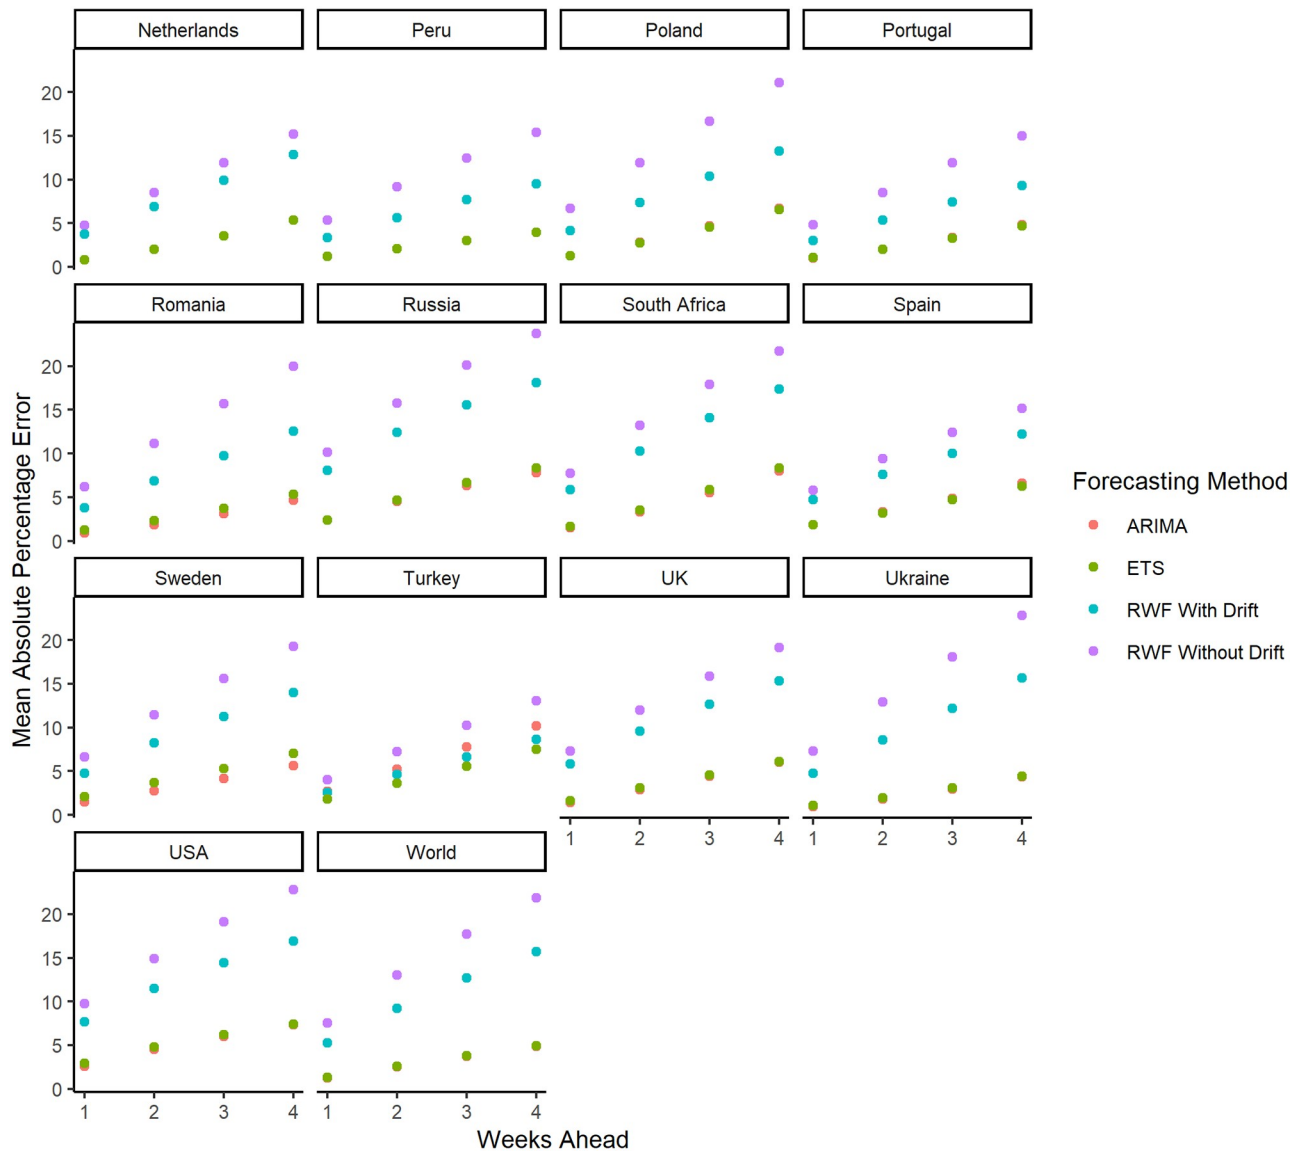 Netherlands Peru Poland Portugal
20
15
10
5
0
Romania Russia South Africa Spain
20
15
10
5
0
Sweden Turkey UK Ukraine
20
15
10
5
0
1 2 3 4 1 2 3 4
USA World
20
15
10
5
0
1 2 3 4 1 2 3 4
Weeks Ahead
Mean Absolute Percentage Error
Forecasting Method
ARIMA
ETS
RWF With Drift
RWF Without Drift